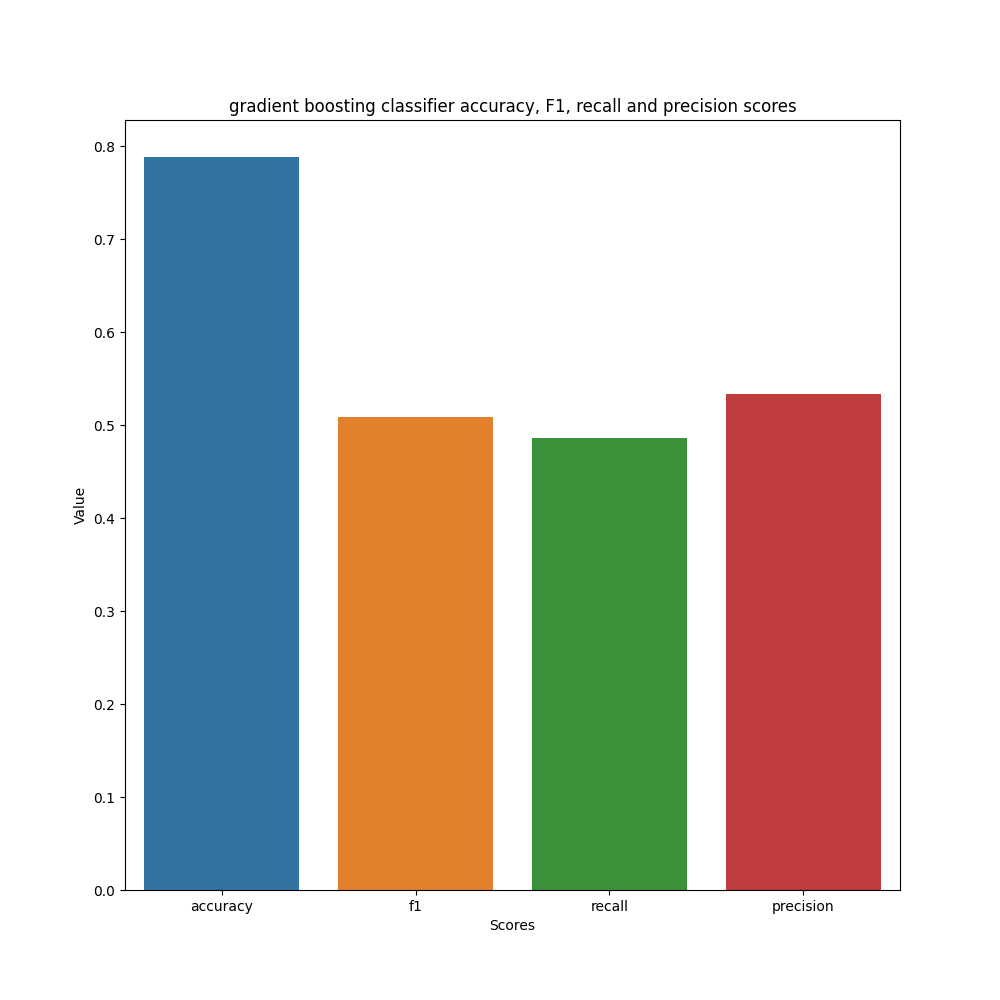 gradient boosting classifier accuracy, F1, recall and precision scores
0.8
0.7
0.6
0.5
0.4
0.3
0.2
0.1
0.0
Value
accuracy f1 recall precision
Scores